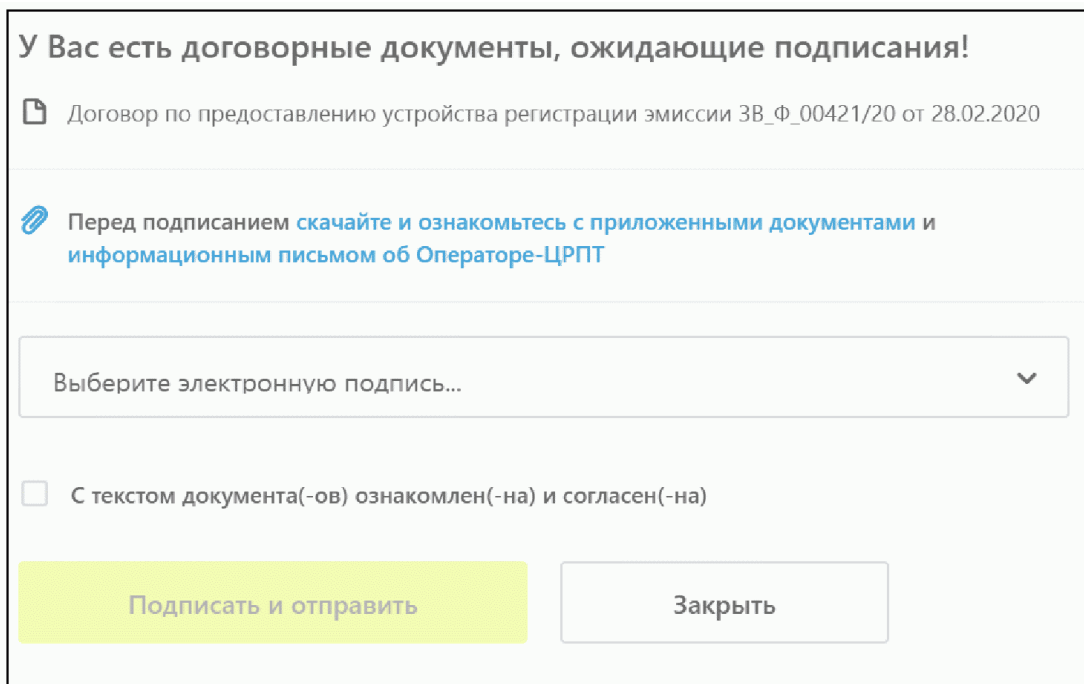 У Вас есть договорные документы, ожидающие подписания!
Договор по предоставлению устройства регистрации эмиссии ЗВ_Ф_00421/20 от 28.02.2020
Перед подписанием скачайте и ознакомьтесь с приложенными документами и
информационным письмом об Операторе-ЦРПТ
Выберите электронную подпись...
С текстом документа(-ов) ознакомлен(-на) и согласен(-на)
Подписать и отправить
Закрыть